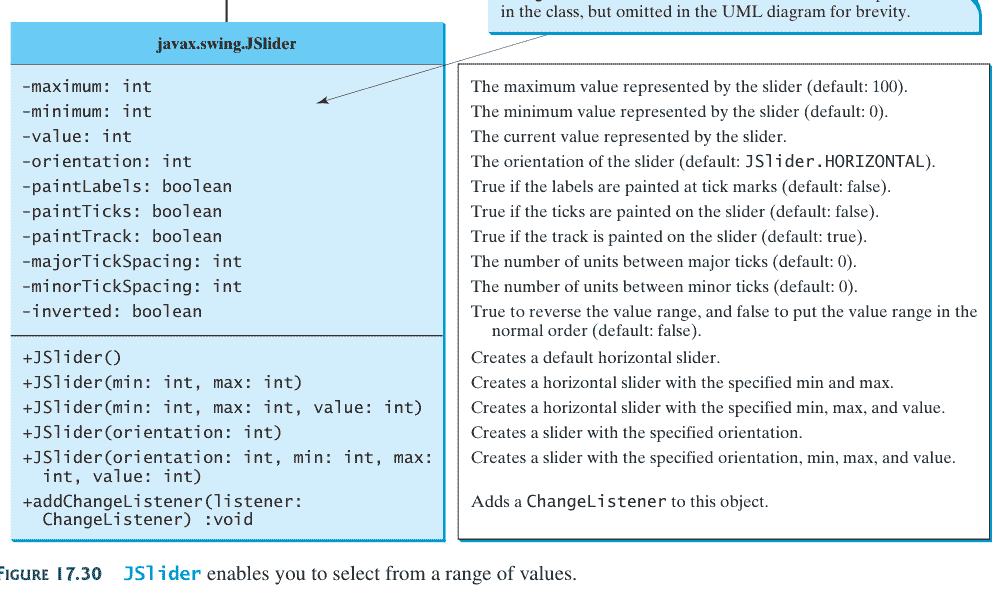 in the class, but omitted in the UML diagram for brevity.
javax.swing.JSlider
-maximum: int
-minimum: int
-value: int
-orientation: int
-paintLabels: boolean
-paintTicks: boolean
-paintTrack: boolean
-majorTickSpacing: int
-minorTickSpacing: int
-inverted: boolean
+JSlider()
+JSlider(min: int, max: int)
+JSlider(min: int, max: int, value: int)
+JSlider(orientation: int)
+JSlider(orientation: int, min: int, max:
int, value: int)
+addChangeListener(listener:
ChangeListener) :void
The maximum value represented by the slider (default: 100).
The minimum value represented by the slider (default: 0).
The current value represented by the slider.
The orientation of the slider (default: JSlider.HORIZONTAL).
True if the labels are painted at tick marks (default: false).
True if the ticks are painted on the slider (default: false).
True if the track is painted on the slider (default: true).
The number of units between major ticks (default: 0).
The number of units between minor ticks (default: 0).
True to reverse the value range, and false to put the value range in the
normal order (default: false).
Creates a default horizontal slider.
Creates a horizontal slider with the specified min and max.
Creates a horizontal slider with the specified min, max, and value.
Creates a slider with the specified orientation.
Creates a slider with the specified orientation, min, max, and value.
Adds a ChangeListener to this object.
FIGURE 17.30 JSlider enables you to select from a range of values.